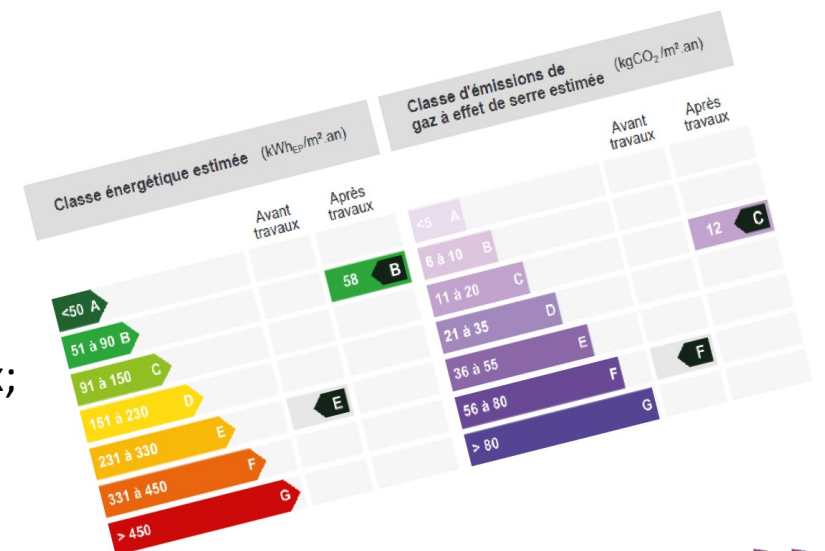 Classe énergétique estimée (kWhEP/m².an)
Avant travaux
Après travaux
<50 A
51 à 90 B
58 B
91 à 150 C
151 à 230 D
E
231 à 330 E
331 à 450 F
> 450 G
Classe d'émissions de
gaz à effet de serre estimée (kgCO₂/m².an)
Avant travaux
Après travaux
<5 A
6 à 10 B
12 C
11 à 20 C
21 à 35 D
36 à 55 E
F
56 à 80 F
> 80 G
;